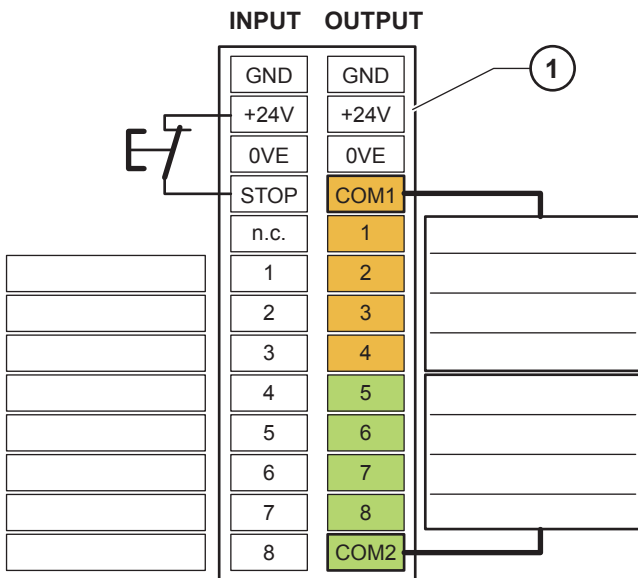 INPUT OUTPUT
GND GND
1
+24V +24V
0VE 0VE
STOP COM1
n.c. 1
1 2
2 3
3 4
4 5
5 6
6 7
7 8
8 COM2